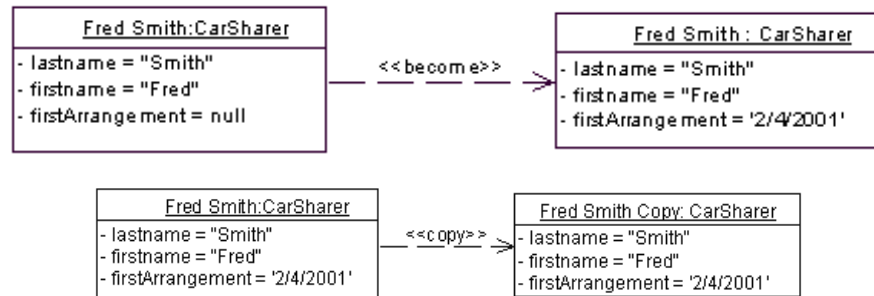 Fred Smith:CarSharer
- lastname = "Smith"
- firstname = "Fred"
- firstArrangement = null
<<become>>
Fred Smith : CarSharer
- lastname = "Smith"
- firstname = "Fred"
- firstArrangement = '2/4/2001'
Fred Smith:CarSharer
- lastname = "Smith"
- firstname = "Fred"
- firstArrangement = '2/4/2001'
<<copy>>
Fred Smith Copy: CarSharer
- lastname = "Smith"
- firstname = "Fred"
- firstArrangement = '2/4/2001'